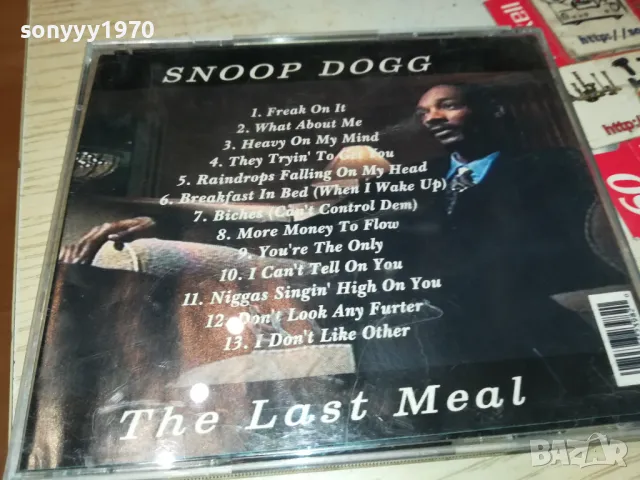 sonyyy1970
SNOOP DOGG
1. Freak On It
2. What About Me
3. Heavy On My Mind
4. They Tryin' To Get You
5. Raindrops Falling On My Head
6. Breakfast In Bed (When I Wake Up)
7. Biches (Can't Control Dem)
8. More Money To Flow
9. You're The Only
10. I Can't Tell On You
11. Niggas Singin' High On You
12. Don't Look Any Furter
13. I Don't Like Other
The Last Meal
http:
http:/
60
BAZAR